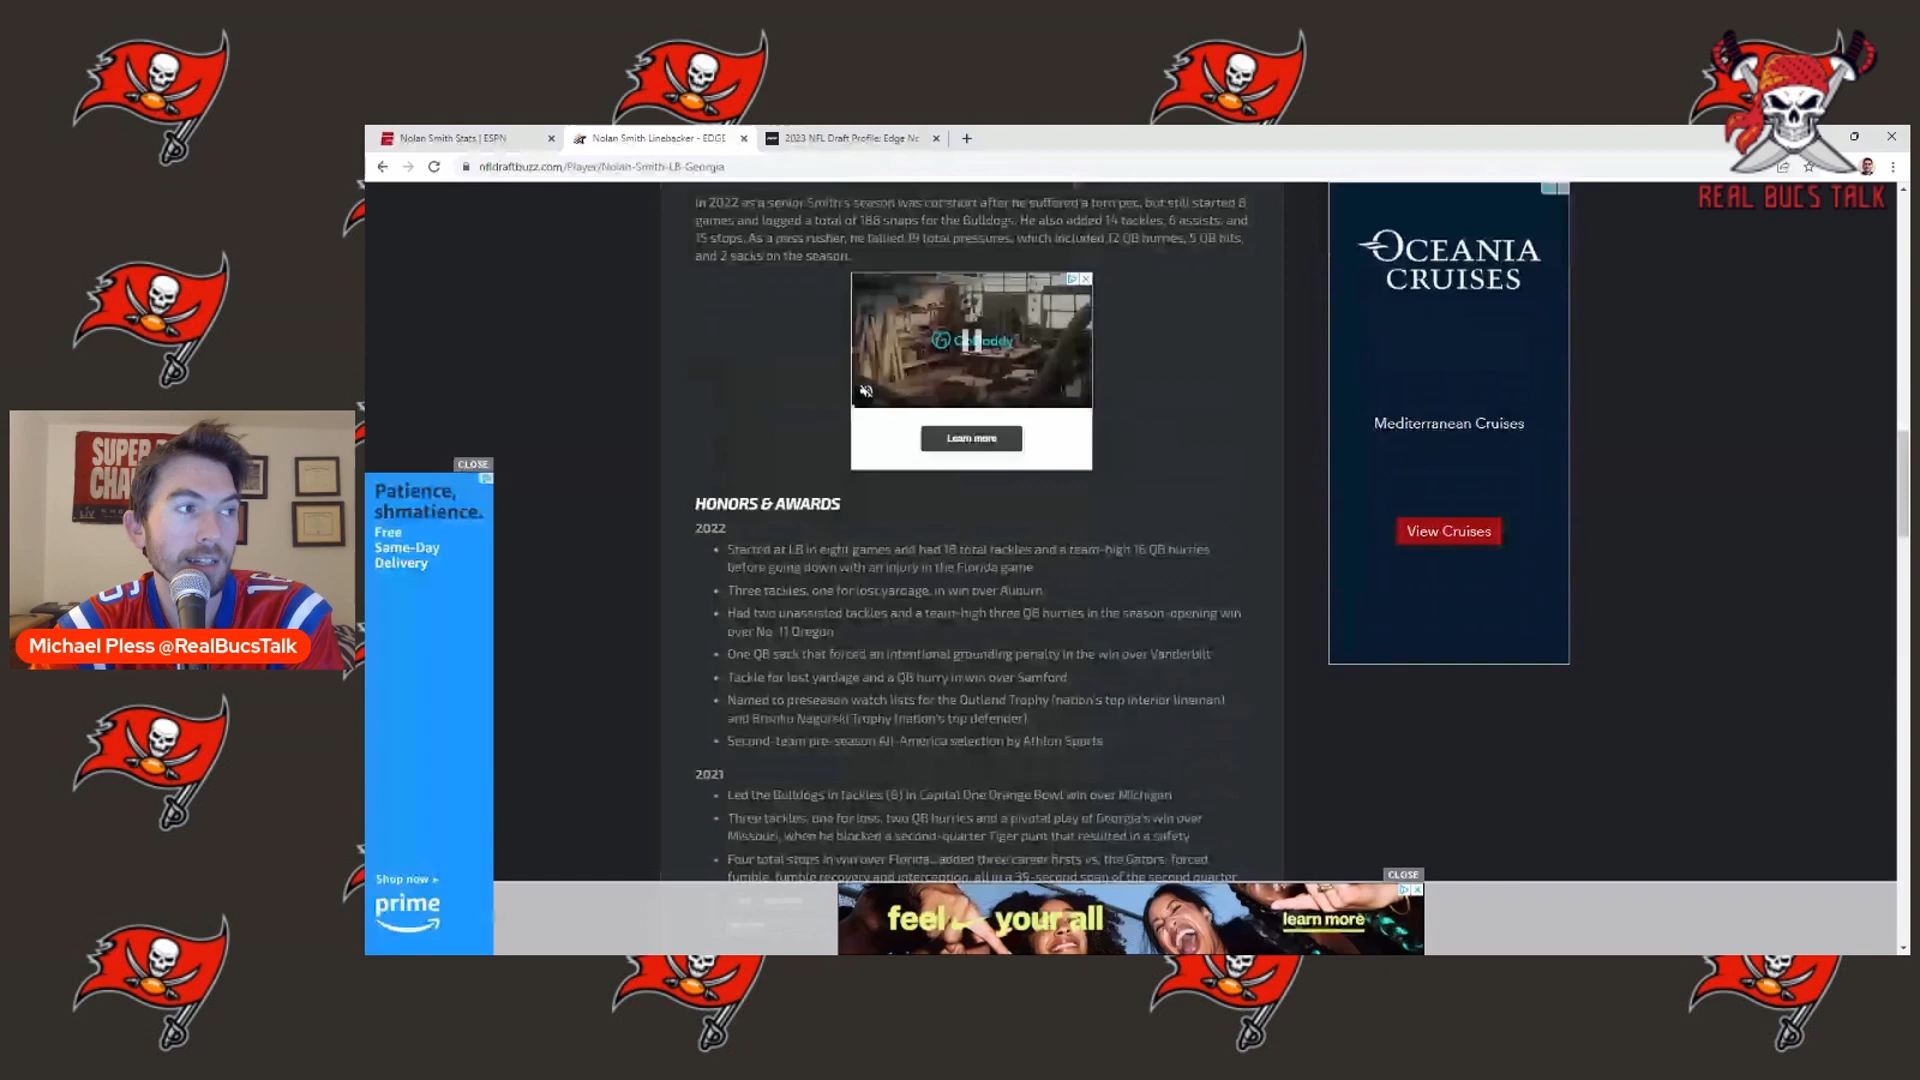 Nolan Smith Stats | ESPN
Nolan Smith Linebacker - EDGE
2023 NFL Draft Profile: Edge Nc
nfldraftbuzz.com/Player/Nolan-Smith-LB-Georgia
REAL BUCS TALK
In 2022 as a senior Smith's season was cut short after he suffered a torn pec, but still started 8
games and logged a total of 188 snaps for the Bulldogs. He also added 14 tackles, 6 assists, and
15 stops. As a pass rusher, he tallied 19 total pressures, which included 12 QB hurries, 5 QB hits,
and 2 sacks on the season.
GoDaddy
Learn more
OCEANIA
CRUISES
Mediterranean Cruises
View Cruises
SUPER
CHA
LIV
16
Michael Pless @RealBucsTalk
CLOSE
Patience,
shmatience.
Free
Same-Day
Delivery
Shop now
prime
HONORS & AWARDS
2022
Started at LB in eight games and had 18 total tackles and a team-high 16 QB hurries
before going down with an injury in the Florida game
Three tackles, one for lost yardage, in win over Auburn
Had two unassisted tackles and a team-high three QB hurries in the season-opening win
over No. 11 Oregon
One QB sack that forced an intentional grounding penalty in the win over Vanderbilt
Tackle for lost yardage and a QB hurry in win over Samford
Named to preseason watch lists for the Outland Trophy (nation's top interior lineman)
and Bronko Nagurski Trophy (nation's top defender)
Second-team pre-season All-America selection by Athlon Sports
2021
Led the Bulldogs in tackles (8) in Capital One Orange Bowl win over Michigan
Three tackles, one for loss, two QB hurries and a pivotal play of Georgia's win over
Missouri, when he blocked a second-quarter Tiger punt that resulted in a safety
Four total stops in win over Florida...added three career firsts vs. the Gators: forced
fumble, fumble recovery and interception, all in a 39-second span of the second quarter
CLOSE
feel your all
learn more